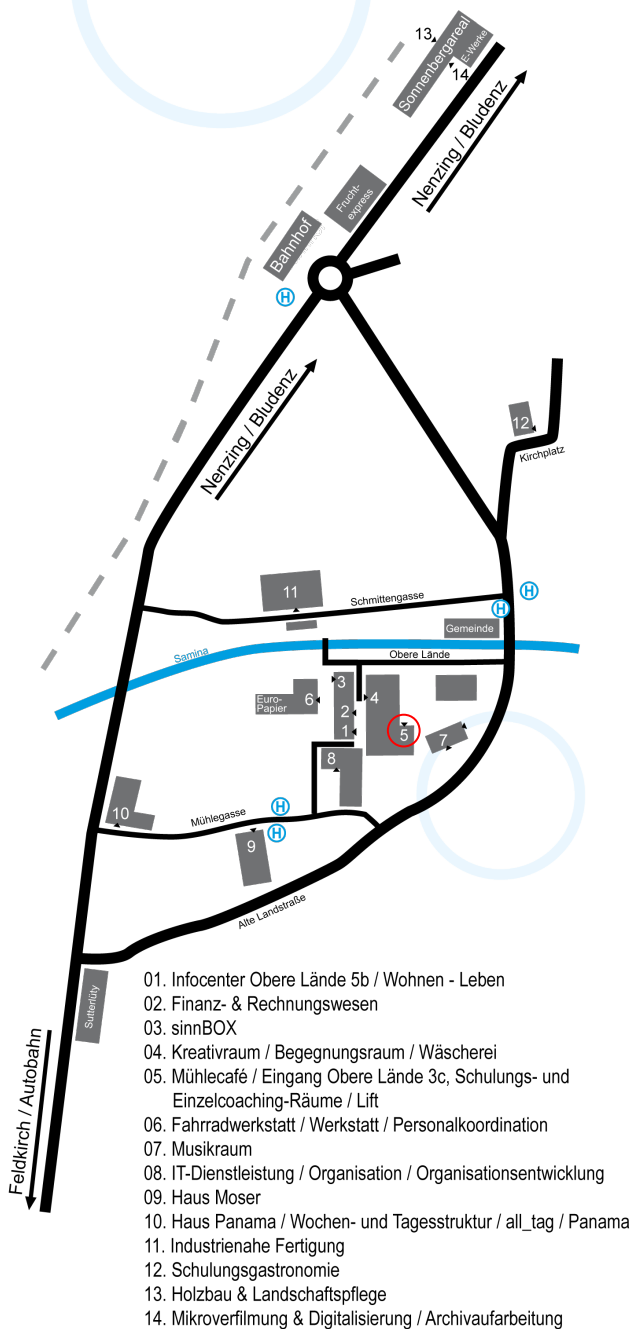 13
Sonnenbergareal
E-Werke
14
Nenzing / Bludenz
Frucht-
express
Bahnhof
H
Nenzing / Bludenz
12
Kirchplatz
11
Schmittengasse
H
H
Gemeinde
Samina
Obere Lände
3
Euro-
Papier
6
4
2
1
5
7
8
10
Mühlegasse
H
H
9
Alte Landstraße
Sutterlüty
Feldkirch / Autobahn
01. Infocenter Obere Lände 5b / Wohnen - Leben
02. Finanz- & Rechnungswesen
03. sinnBOX
04. Kreativraum / Begegnungsraum / Wäscherei
05. Mühlecafé / Eingang Obere Lände 3c, Schulungs- und
Einzelcoaching-Räume / Lift
06. Fahrradwerkstatt / Werkstatt / Personalkoordination
07. Musikraum
08. IT-Dienstleistung / Organisation / Organisationsentwicklung
09. Haus Moser
10. Haus Panama / Wochen- und Tagesstruktur / all_tag / Panama
11. Industrienahe Fertigung
12. Schulungsgastronomie
13. Holzbau & Landschaftspflege
14. Mikroverfilmung & Digitalisierung / Archivaufarbeitung